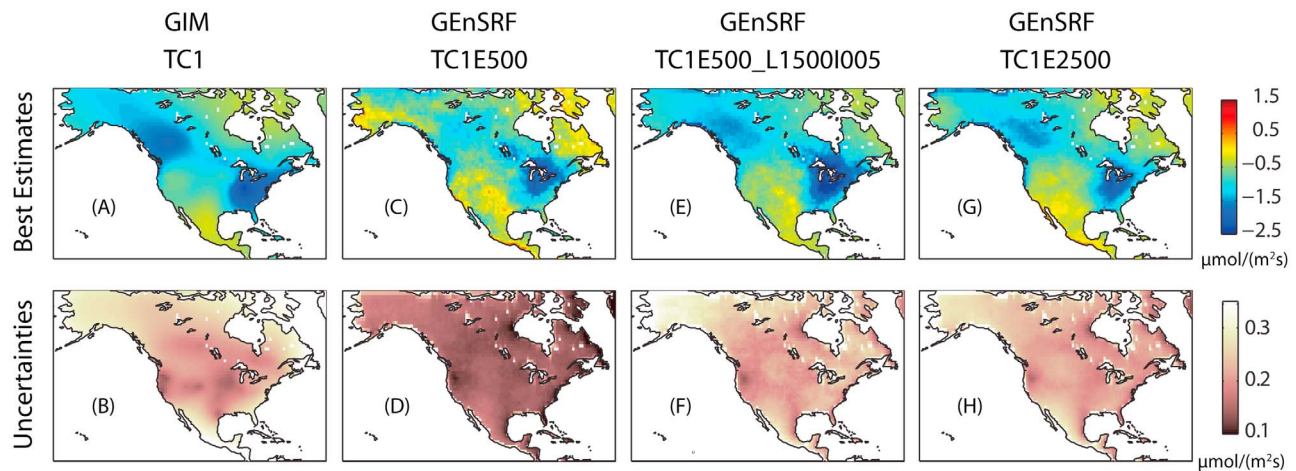 GIM
TC1
GEnSRF
TC1E500
GEnSRF
TC1E500_L1500I005
GEnSRF
TC1E2500
Best Estimates
(A)
(C)
(E)
(G)
1.5
0.5
−0.5
−1.5
−2.5
μmol/(m²s)
Uncertainties
(B)
(D)
(F)
(H)
0.3
0.2
0.1
μmol/(m²s)